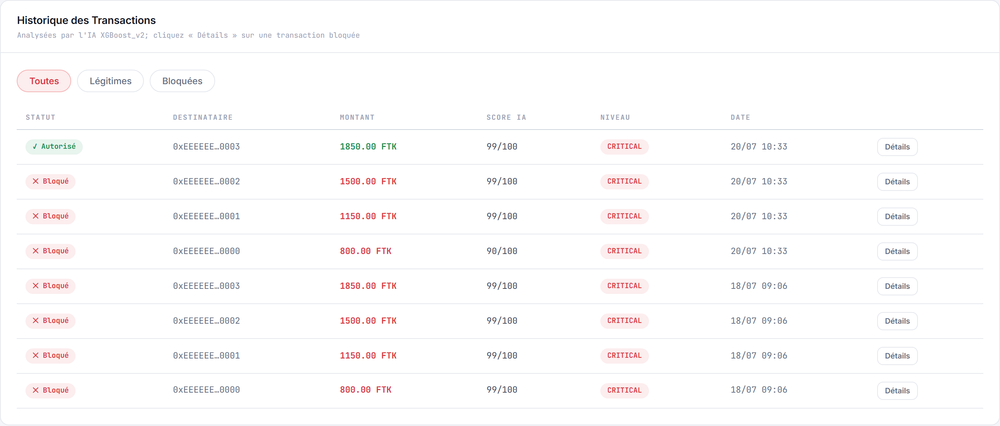 Historique des Transactions
Analysées par l'IA XGBoost_v2; cliquez « Détails » sur une transaction bloquée
Toutes Légitimes Bloquées
STATUT DESTINATAIRE MONTANT SCORE IA NIVEAU DATE
✓ Autorisé 0xEEEEEE…0003 1850.00 FTK 99/100 CRITICAL 20/07 10:33 Détails
✕ Bloqué 0xEEEEEE…0002 1500.00 FTK 99/100 CRITICAL 20/07 10:33 Détails
✕ Bloqué 0xEEEEEE…0001 1150.00 FTK 99/100 CRITICAL 20/07 10:33 Détails
✕ Bloqué 0xEEEEEE…0000 800.00 FTK 90/100 CRITICAL 20/07 10:33 Détails
✕ Bloqué 0xEEEEEE…0003 1850.00 FTK 99/100 CRITICAL 18/07 09:06 Détails
✕ Bloqué 0xEEEEEE…0002 1500.00 FTK 99/100 CRITICAL 18/07 09:06 Détails
✕ Bloqué 0xEEEEEE…0001 1150.00 FTK 99/100 CRITICAL 18/07 09:06 Détails
✕ Bloqué 0xEEEEEE…0000 800.00 FTK 99/100 CRITICAL 18/07 09:06 Détails